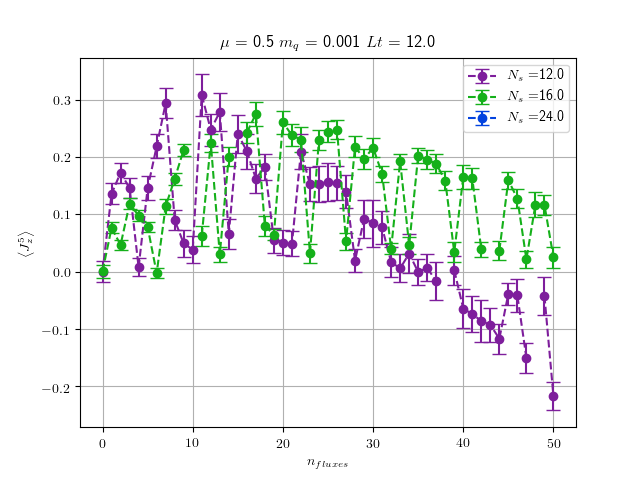 μ = 0.5 m_q = 0.001 Lt = 12.0
N_s =12.0
N_s =16.0
N_s =24.0
0.3
0.2
0.1
0.0
−0.1
−0.2
⟨J_z^5⟩
0 10 20 30 40 50
n_fluxes